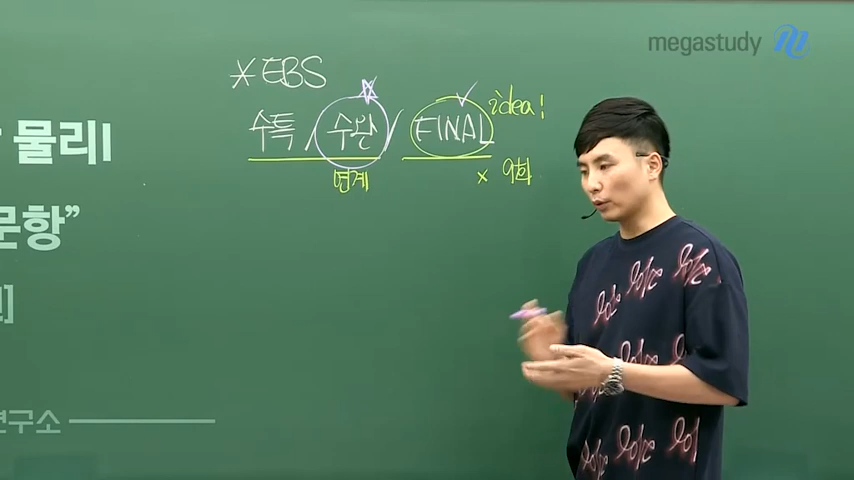 megastudy
* EBS
수특 / 수완 / FINAL idea!
연계 × 9회
물리I
문항”
연구소